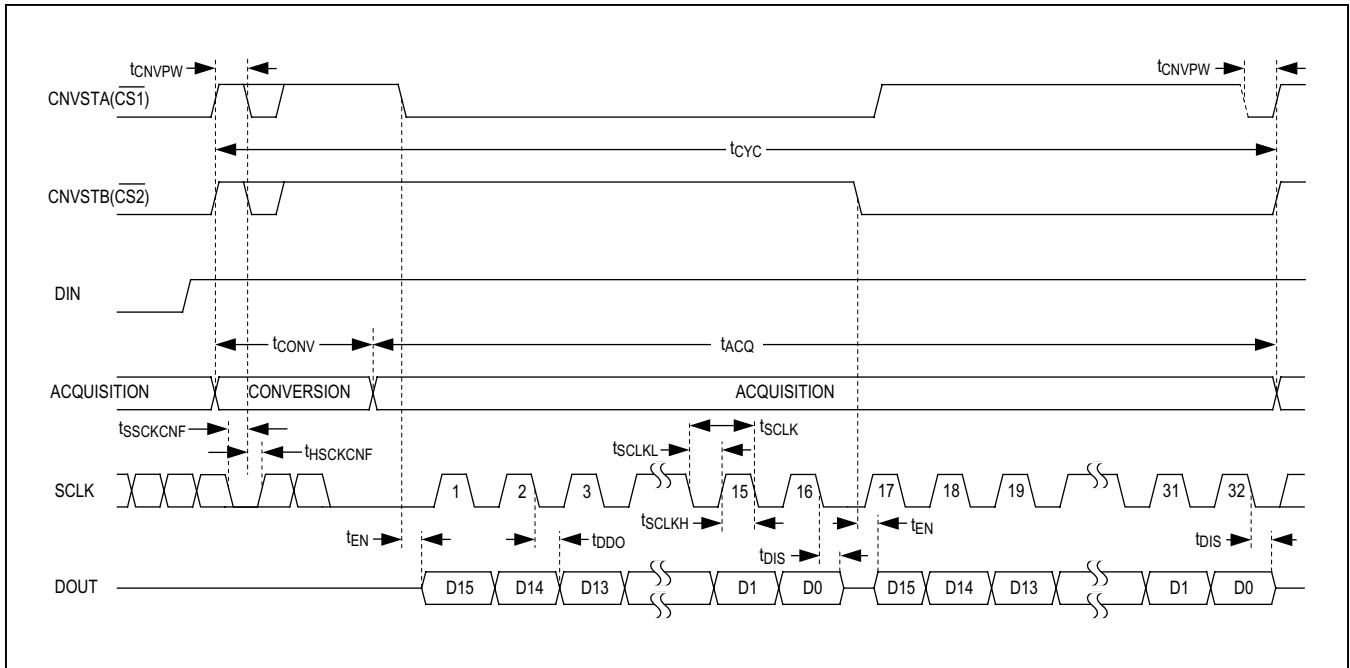 tCNVPW tCNVPW
CNVSTA(CS1)
tCYC
CNVSTB(CS2)
DIN
tCONV tACQ
ACQUISITION CONVERSION ACQUISITION
tSSCKCNF tHSCKCNF tSCLKL tSCLK
SCLK 1 2 3 15 16 17 18 19 31 32
tEN tDDO tSCLKH tDIS tEN tDIS
DOUT D15 D14 D13 D1 D0 D15 D14 D13 D1 D0